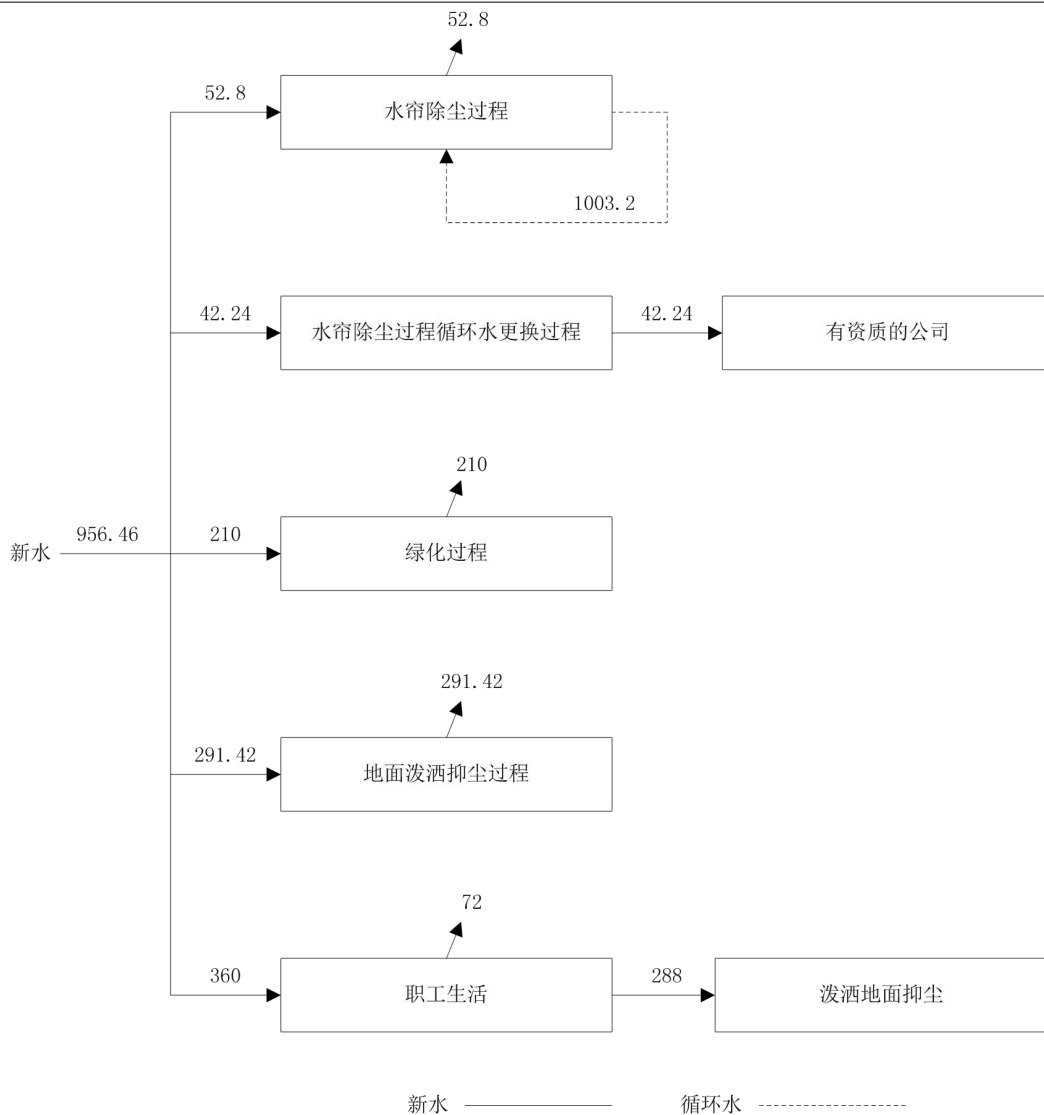 52.8
52.8
水帘除尘过程
1003.2
42.24
水帘除尘过程循环水更换过程
42.24
有资质的公司
210
新水
956.46
210
绿化过程
291.42
291.42
地面泼洒抑尘过程
72
360
职工生活
288
泼洒地面抑尘
新水
循环水